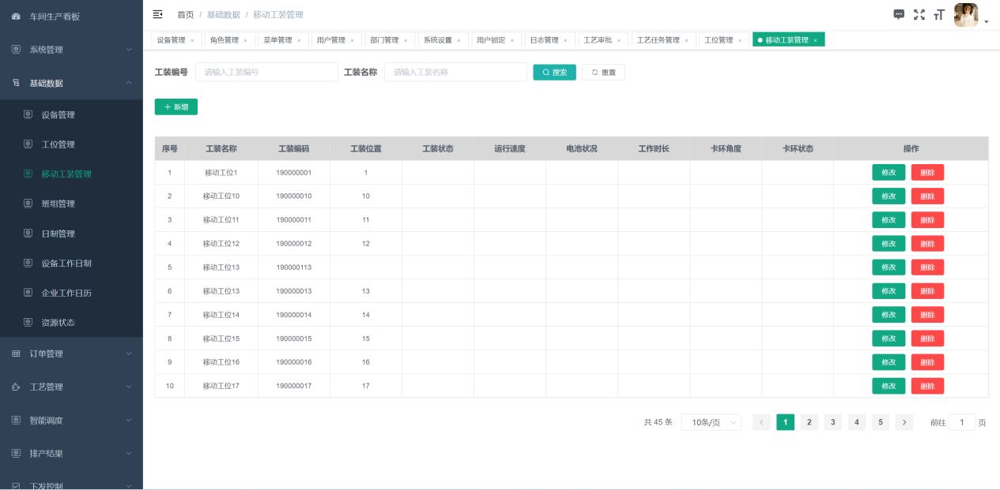 车间生产看板
系统管理
基础数据
设备管理
工位管理
移动工装管理
班组管理
日制管理
设备工作日制
企业工作日历
资源状态
订单管理
工艺管理
智能调度
排产结果
下发控制
首页 / 基础数据 / 移动工装管理
设备管理 × 角色管理 × 菜单管理 × 用户管理 × 部门管理 × 系统设置 × 用户锁定 × 日志管理 × 工艺审批 × 工艺任务管理 × 工位管理 × 移动工装管理 ×
工装编号 请输入工装编号 工装名称 请输入工装名称 搜索 重置
+ 新增
序号 工装名称 工装编码 工装位置 工装状态 运行速度 电池状况 工作时长 卡环角度 卡环状态 操作
1 移动工位1 190000001 1 修改 删除
2 移动工位10 190000010 10 修改 删除
3 移动工位11 190000011 11 修改 删除
4 移动工位12 190000012 12 修改 删除
5 移动工位13 190000113 修改 删除
6 移动工位13 190000013 13 修改 删除
7 移动工位14 190000014 14 修改 删除
8 移动工位15 190000015 15 修改 删除
9 移动工位16 190000016 16 修改 删除
10 移动工位17 190000017 17 修改 删除
共 45 条 10条/页 < 1 2 3 4 5 > 前往 1 页